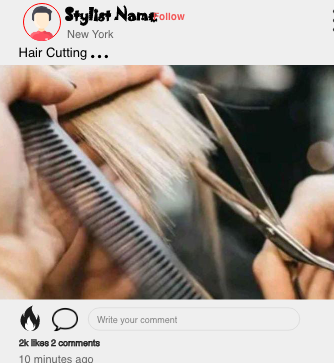 Stylist Name Follow
New York
Hair Cutting ...
Write your comment
2k likes 2 comments
10 minutes ago